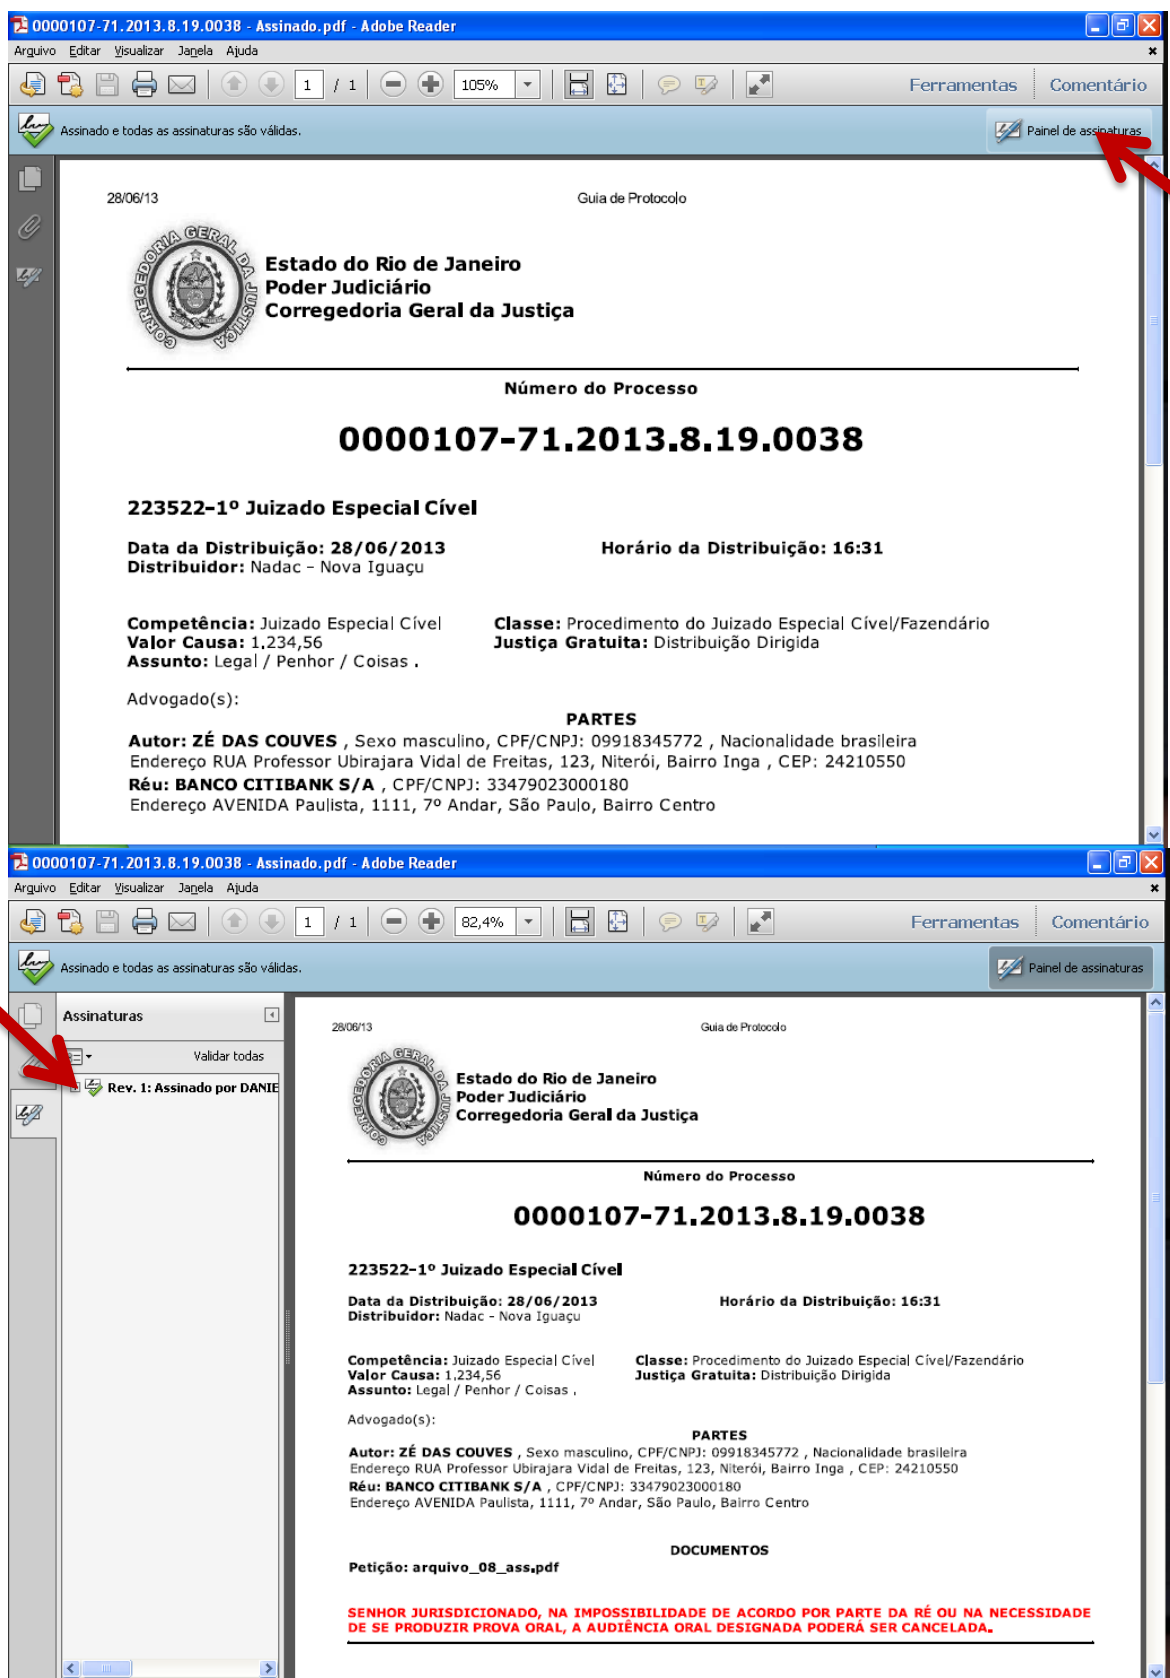 0000107-71.2013.8.19.0038 - Assinado.pdf - Adobe Reader
Arquivo Editar Visualizar Janela Ajuda
1 / 1 105% Ferramentas Comentário
Assinado e todas as assinaturas são válidas. Painel de assinaturas
28/06/13 Guia de Protocolo
CORREGEDORIA GERAL DA JUSTIÇA
Estado do Rio de Janeiro
Poder Judiciário
Corregedoria Geral da Justiça
Número do Processo
0000107-71.2013.8.19.0038
223522-1º Juizado Especial Cível
Data da Distribuição: 28/06/2013 Horário da Distribuição: 16:31
Distribuidor: Nadac - Nova Iguaçu
Competência: Juizado Especial Cível Classe: Procedimento do Juizado Especial Cível/Fazendário
Valor Causa: 1.234,56 Justiça Gratuita: Distribuição Dirigida
Assunto: Legal / Penhor / Coisas .
Advogado(s):
PARTES
Autor: ZÉ DAS COUVES , Sexo masculino, CPF/CNPJ: 09918345772 , Nacionalidade brasileira
Endereço RUA Professor Ubirajara Vidal de Freitas, 123, Niterói, Bairro Inga , CEP: 24210550
Réu: BANCO CITIBANK S/A , CPF/CNPJ: 33479023000180
Endereço AVENIDA Paulista, 1111, 7º Andar, São Paulo, Bairro Centro
0000107-71.2013.8.19.0038 - Assinado.pdf - Adobe Reader
Arquivo Editar Visualizar Janela Ajuda
1 / 1 82,4% Ferramentas Comentário
Assinado e todas as assinaturas são válidas. Painel de assinaturas
Assinaturas
Validar todas
Rev. 1: Assinado por DANIE
28/06/13 Guia de Protocolo
CORREGEDORIA GERAL DA JUSTIÇA
Estado do Rio de Janeiro
Poder Judiciário
Corregedoria Geral da Justiça
Número do Processo
0000107-71.2013.8.19.0038
223522-1º Juizado Especial Cível
Data da Distribuição: 28/06/2013 Horário da Distribuição: 16:31
Distribuidor: Nadac - Nova Iguaçu
Competência: Juizado Especial Cível Classe: Procedimento do Juizado Especial Cível/Fazendário
Valor Causa: 1.234,56 Justiça Gratuita: Distribuição Dirigida
Assunto: Legal / Penhor / Coisas .
Advogado(s):
PARTES
Autor: ZÉ DAS COUVES , Sexo masculino, CPF/CNPJ: 09918345772 , Nacionalidade brasileira
Endereço RUA Professor Ubirajara Vidal de Freitas, 123, Niterói, Bairro Inga , CEP: 24210550
Réu: BANCO CITIBANK S/A , CPF/CNPJ: 33479023000180
Endereço AVENIDA Paulista, 1111, 7º Andar, São Paulo, Bairro Centro
DOCUMENTOS
Petição: arquivo_08_ass.pdf
SENHOR JURISDICIONADO, NA IMPOSSIBILIDADE DE ACORDO POR PARTE DA RÉ OU NA NECESSIDADE
DE SE PRODUZIR PROVA ORAL, A AUDIÊNCIA ORAL DESIGNADA PODERÁ SER CANCELADA.